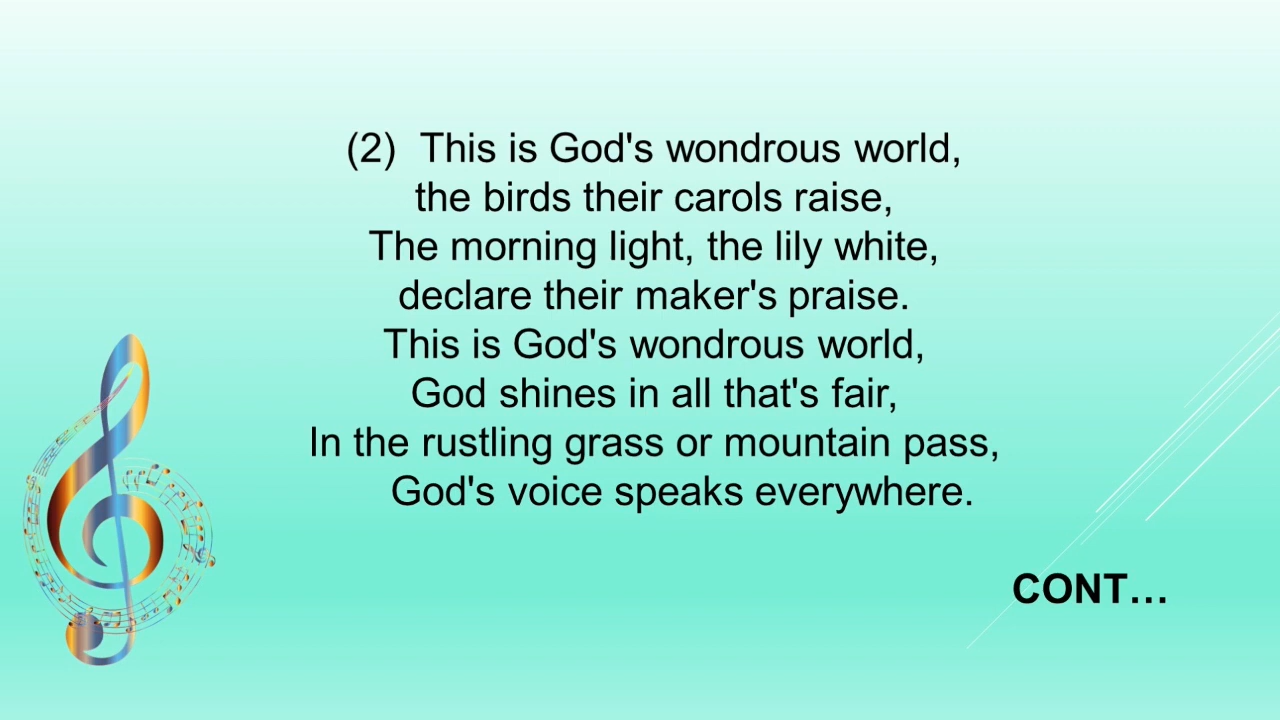 (2) This is God's wondrous world,
the birds their carols raise,
The morning light, the lily white,
declare their maker's praise.
This is God's wondrous world,
God shines in all that's fair,
In the rustling grass or mountain pass,
God's voice speaks everywhere.
CONT…